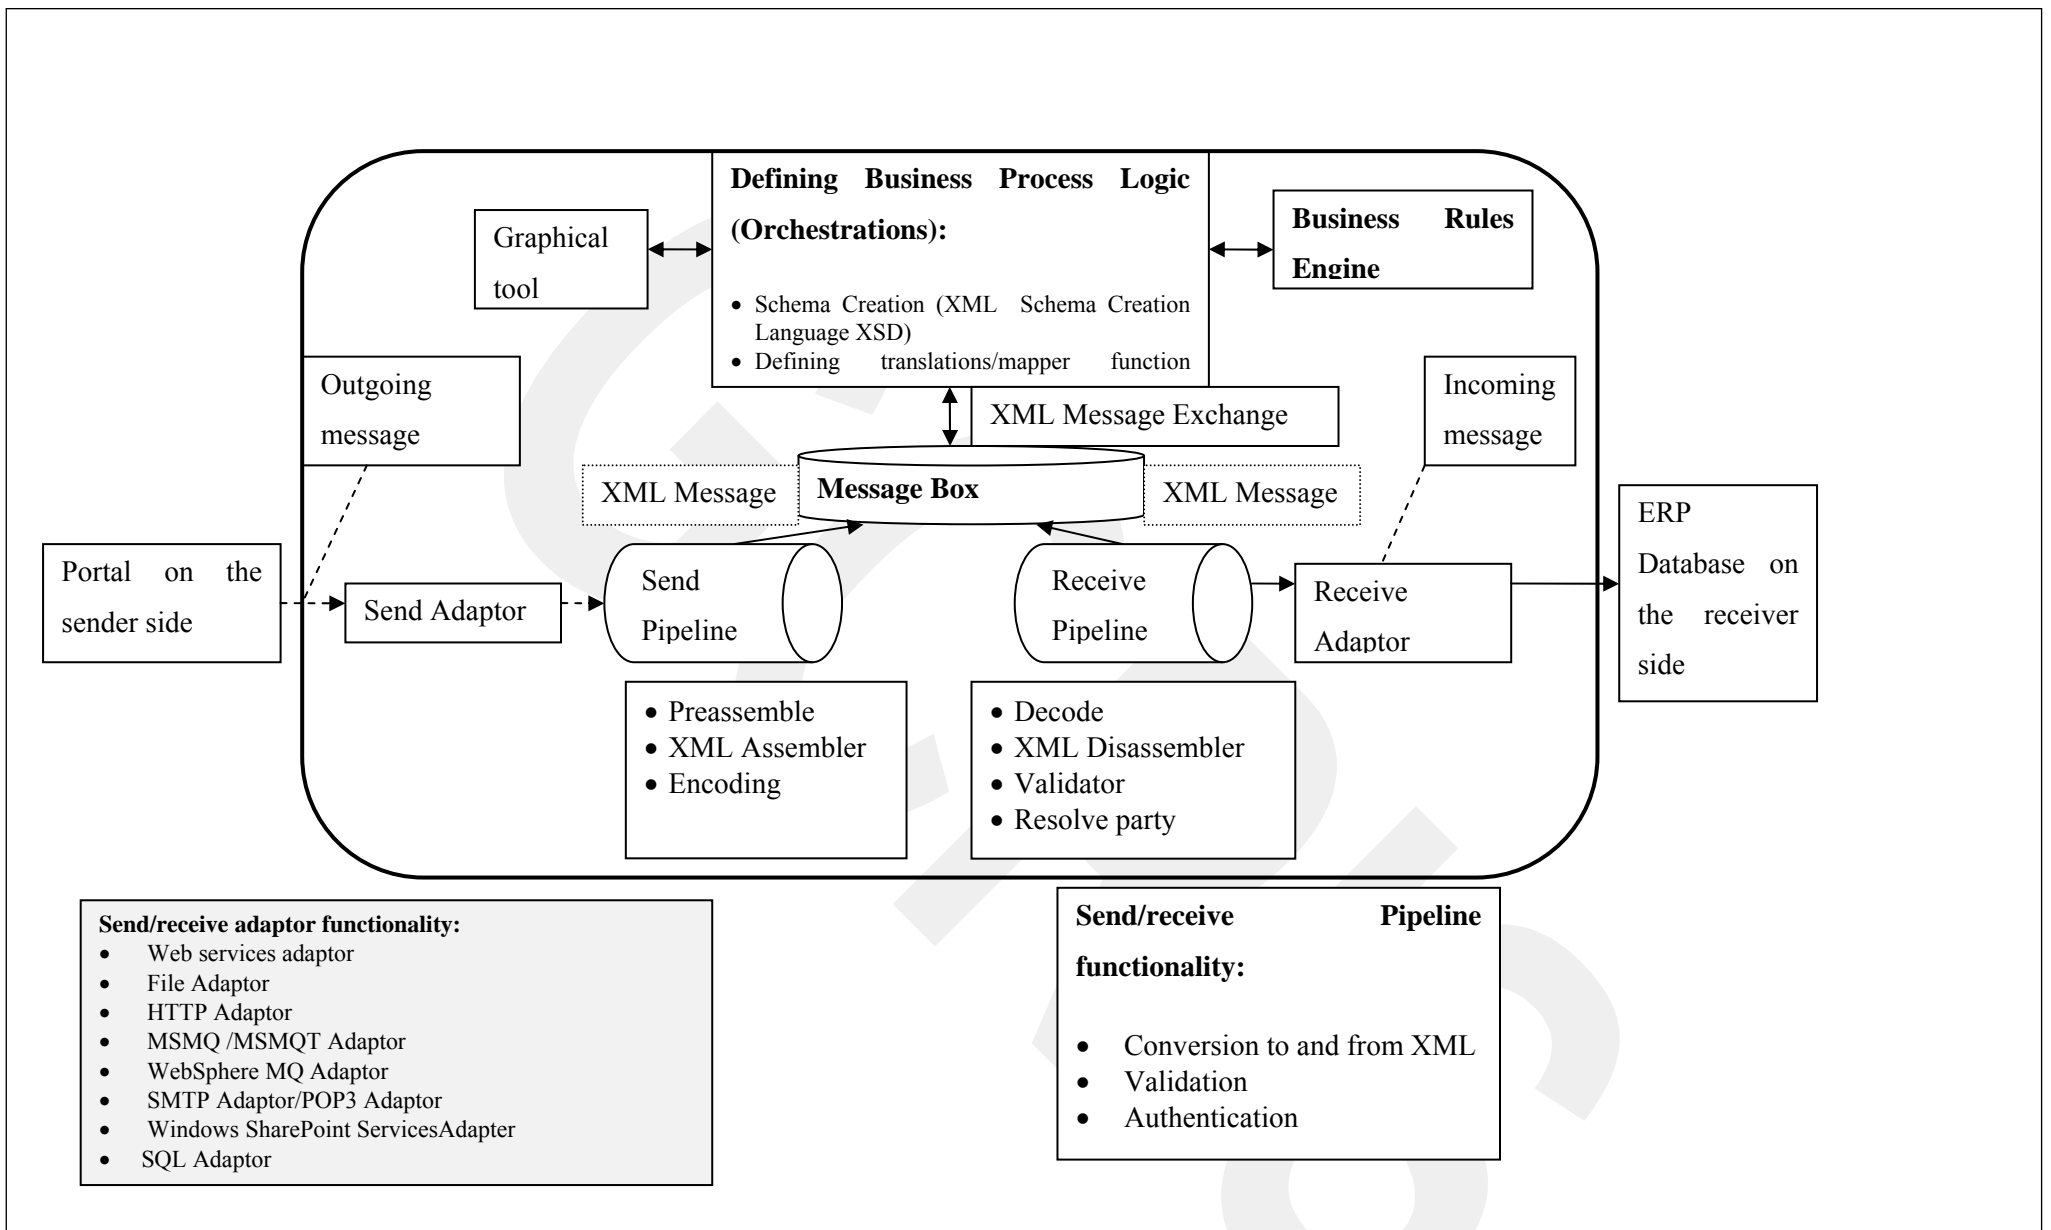 Defining Business Process Logic
(Orchestrations):
• Schema Creation (XML Schema Creation
Language XSD)
• Defining translations/mapper function
Graphical
tool
Business Rules
Engine
Outgoing
message
XML Message Exchange
Incoming
message
XML Message
Message Box
XML Message
Portal on the
sender side
Send Adaptor
Send
Pipeline
Receive
Pipeline
Receive
Adaptor
ERP
Database on
the receiver
side
• Preassemble
• XML Assembler
• Encoding
• Decode
• XML Disassembler
• Validator
• Resolve party
Send/receive adaptor functionality:
• Web services adaptor
• File Adaptor
• HTTP Adaptor
• MSMQ /MSMQT Adaptor
• WebSphere MQ Adaptor
• SMTP Adaptor/POP3 Adaptor
• Windows SharePoint ServicesAdapter
• SQL Adaptor
Send/receive Pipeline
functionality:
• Conversion to and from XML
• Validation
• Authentication